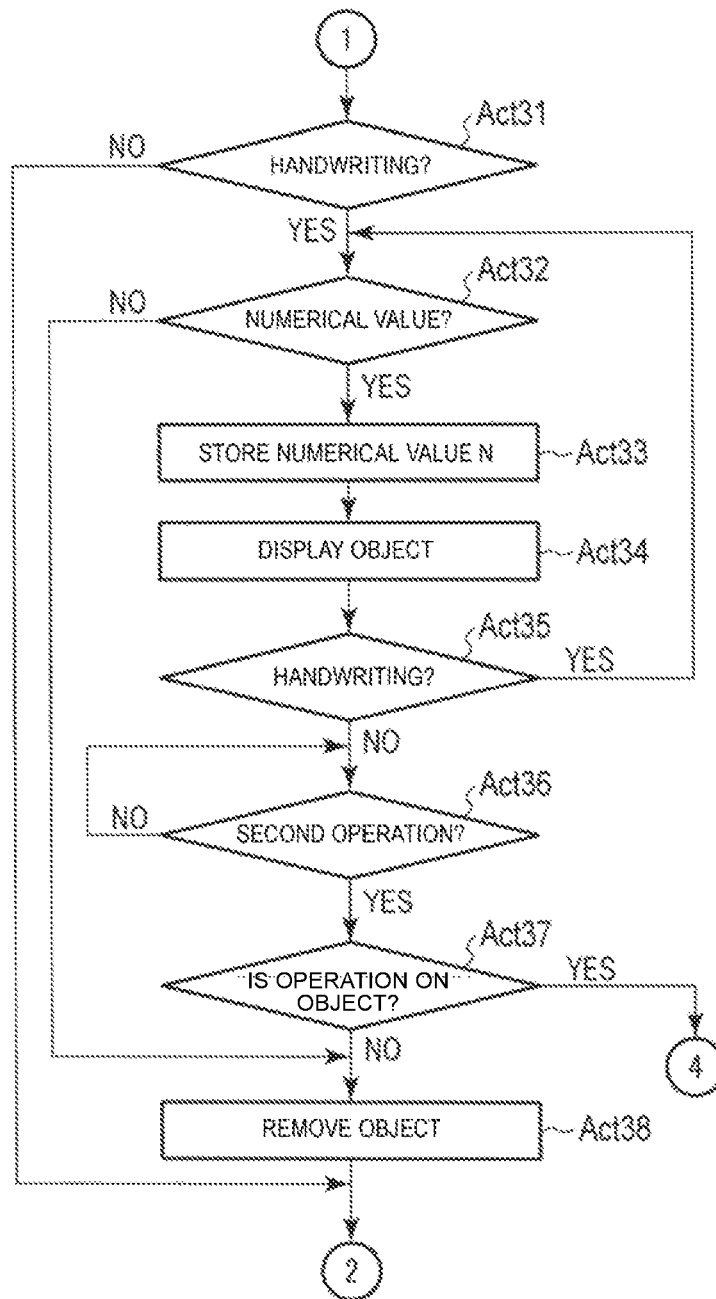 1
Act31
NO
HANDWRITING?
YES
Act32
NO
NUMERICAL VALUE?
YES
STORE NUMERICAL VALUE N
Act33
DISPLAY OBJECT
Act34
Act35
HANDWRITING?
YES
NO
Act36
NO
SECOND OPERATION?
YES
Act37
YES
IS OPERATION ON
OBJECT?
NO
4
REMOVE OBJECT
Act38
2